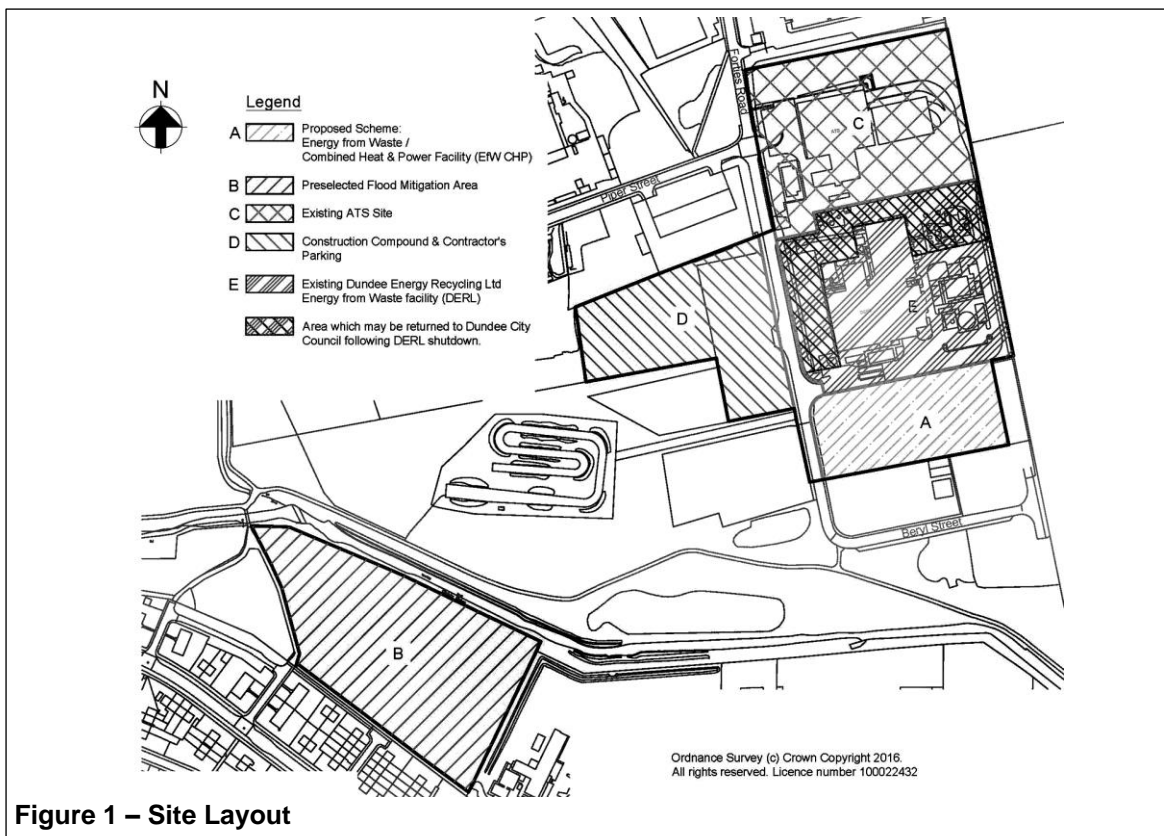 N
Legend
A Proposed Scheme:
Energy from Waste /
Combined Heat & Power Facility (EfW CHP)
B Preselected Flood Mitigation Area
C Existing ATS Site
D Construction Compound & Contractor's
Parking
E Existing Dundee Energy Recycling Ltd
Energy from Waste facility (DERL)
Area which may be returned to Dundee City
Council following DERL shutdown.
Forties Road
C
ATS
Piper Street
D
E
A
Beryl Street
B
Ordnance Survey (c) Crown Copyright 2016.
All rights reserved. Licence number 100022432
Figure 1 – Site Layout